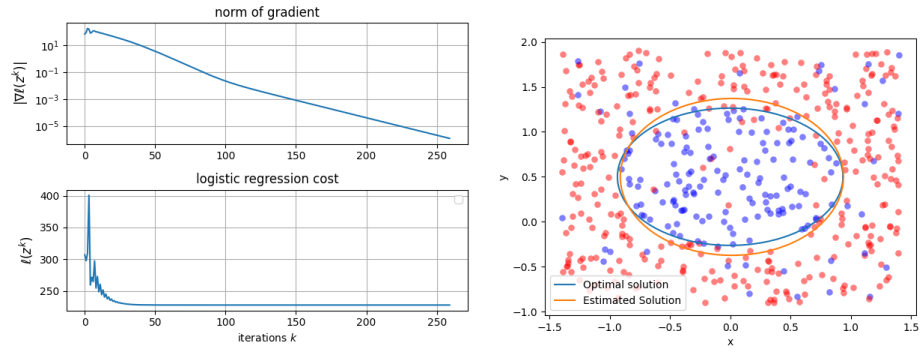 norm of gradient
|∇ℓ(z^k)|
10^1
10^-1
10^-3
10^-5
0 50 100 150 200 250
logistic regression cost
ℓ(z^k)
400
350
300
250
0 50 100 150 200 250
iterations k
y
2.0
1.5
1.0
0.5
0.0
−0.5
−1.0
Optimal solution
Estimated Solution
−1.5 −1.0 −0.5 0.0 0.5 1.0 1.5
x